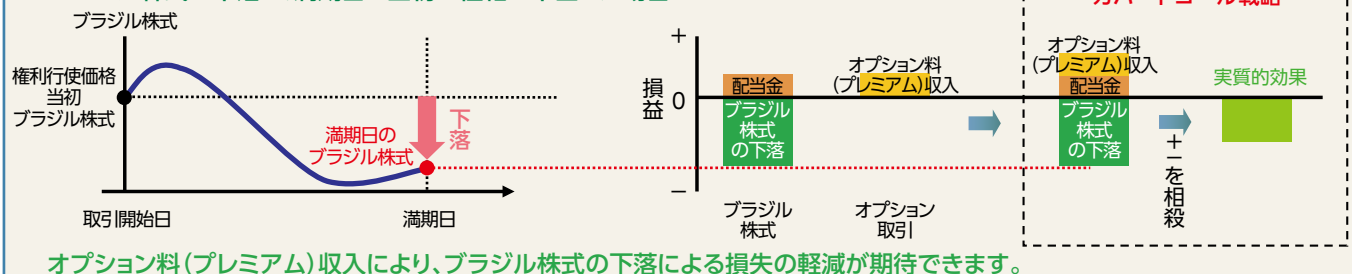 ブラジル株式
権利行使価格
当初
ブラジル株式
満期日の
ブラジル株式
下落
取引開始日
満期日
損益
+
0
−
配当金
ブラジル
株式
の下落
オプション料
(プレミアム)収入
ブラジル
株式
オプション
取引
オプション料
(プレミアム)収入
配当金
ブラジル
株式
の下落
+−を相殺
実質的効果
オプション料(プレミアム)収入により、ブラジル株式の下落による損失の軽減が期待できます。